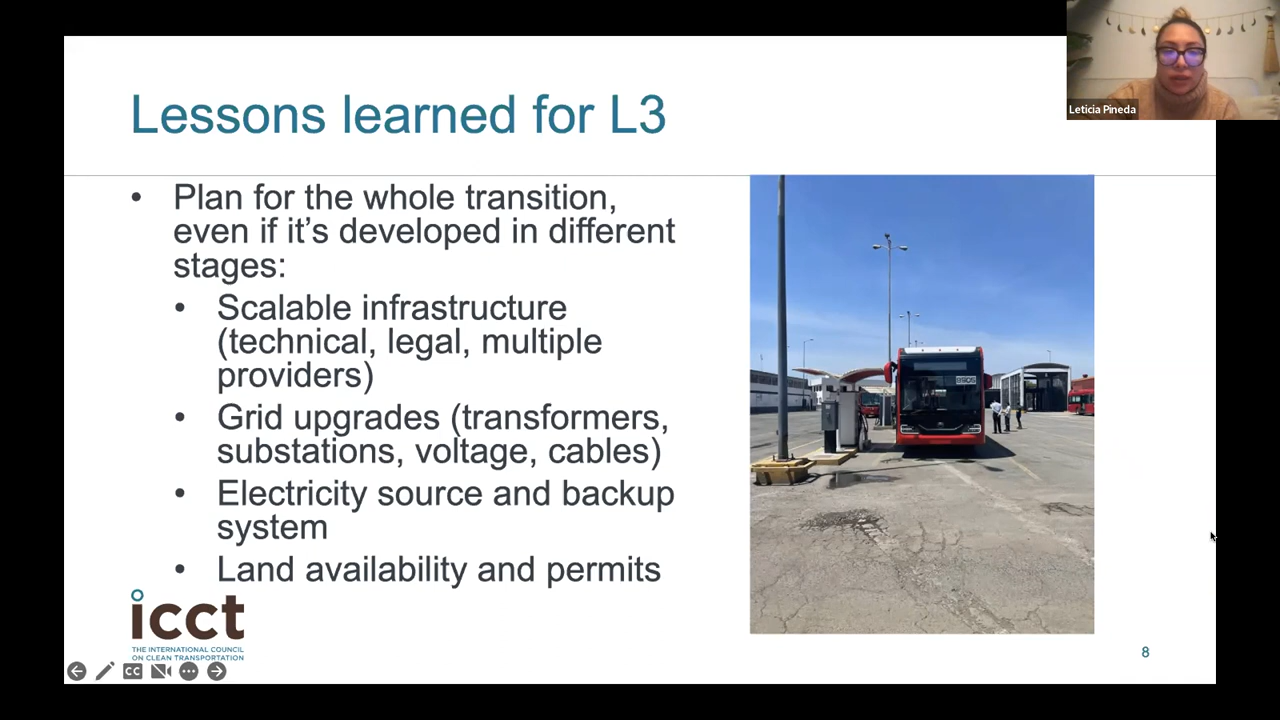 Leticia Pineda
Lessons learned for L3
• Plan for the whole transition,
even if it’s developed in different
stages:
• Scalable infrastructure
(technical, legal, multiple
providers)
• Grid upgrades (transformers,
substations, voltage, cables)
• Electricity source and backup
system
• Land availability and permits
icct
THE INTERNATIONAL COUNCIL
ON CLEAN TRANSPORTATION
CC
8